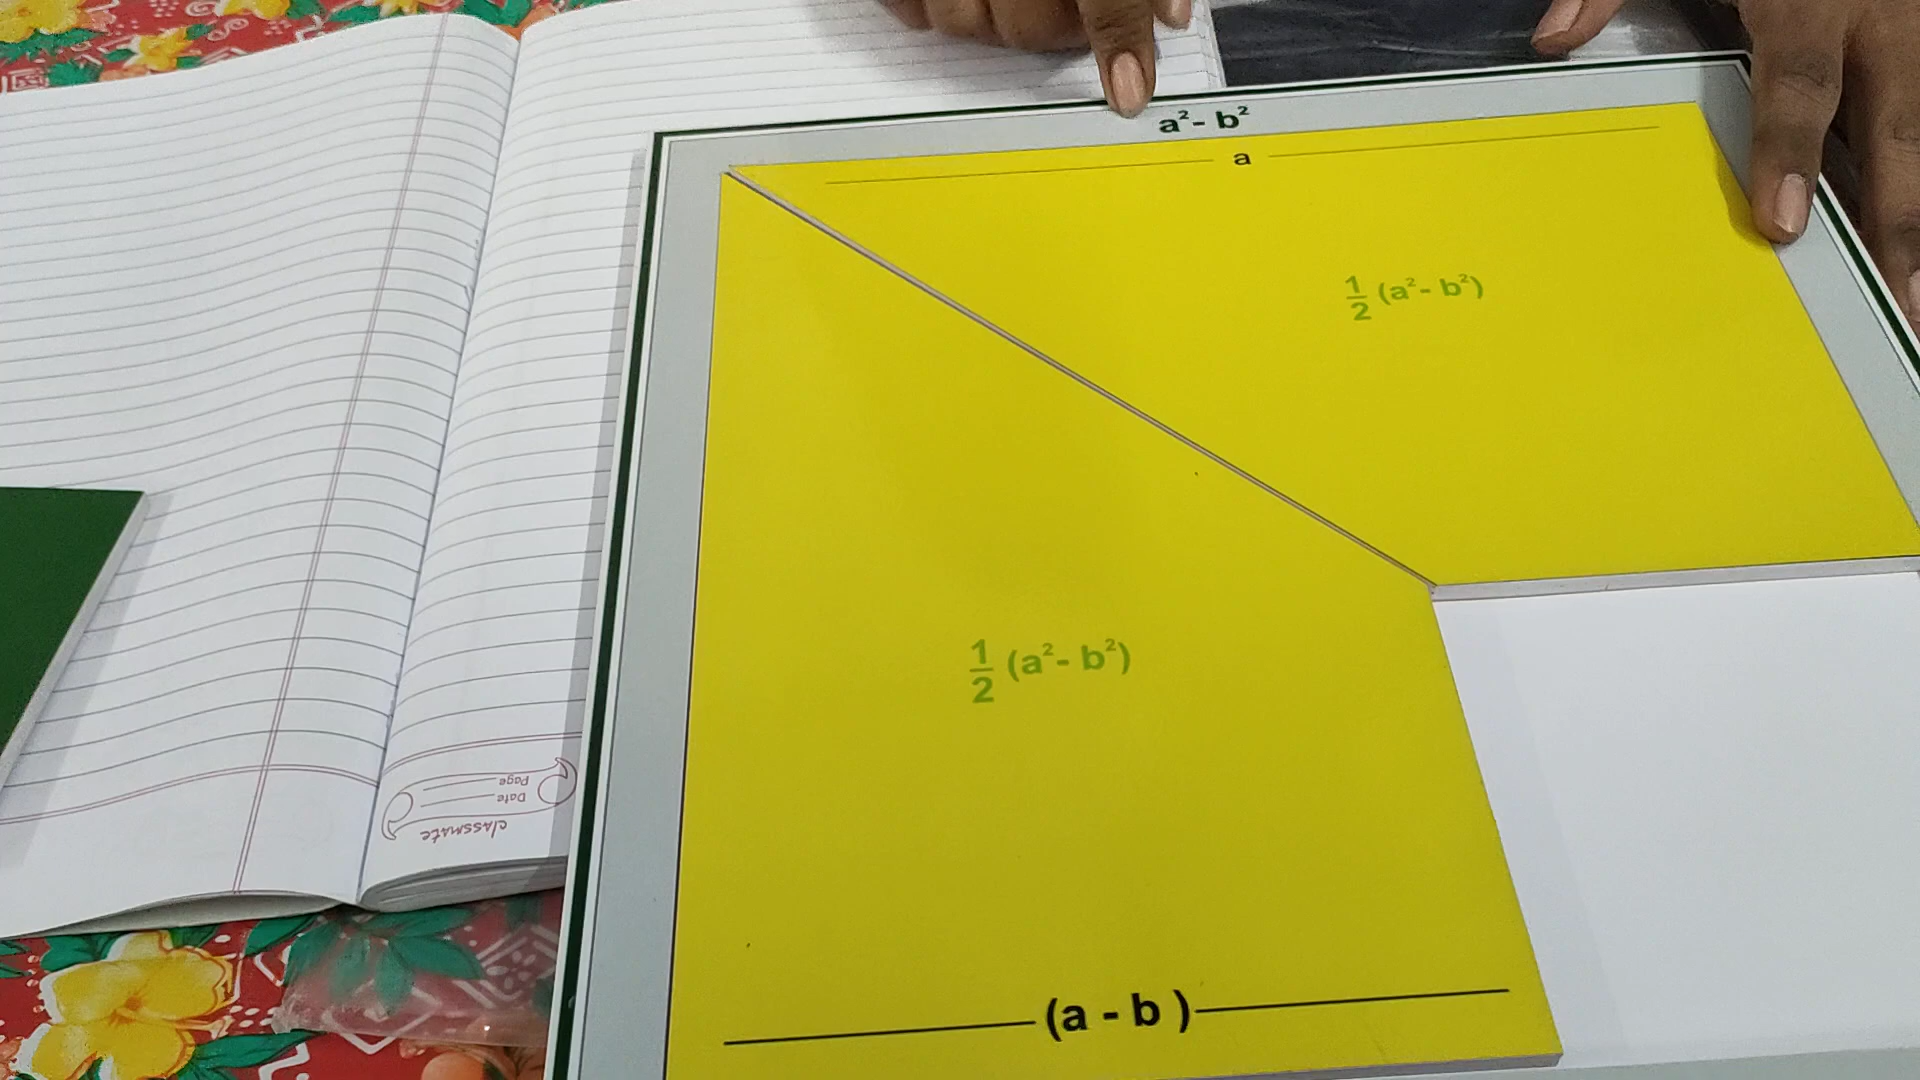 a² - b²
a
1/2 (a² - b²)
1/2 (a² - b²)
(a - b)
classmate
Date
Page